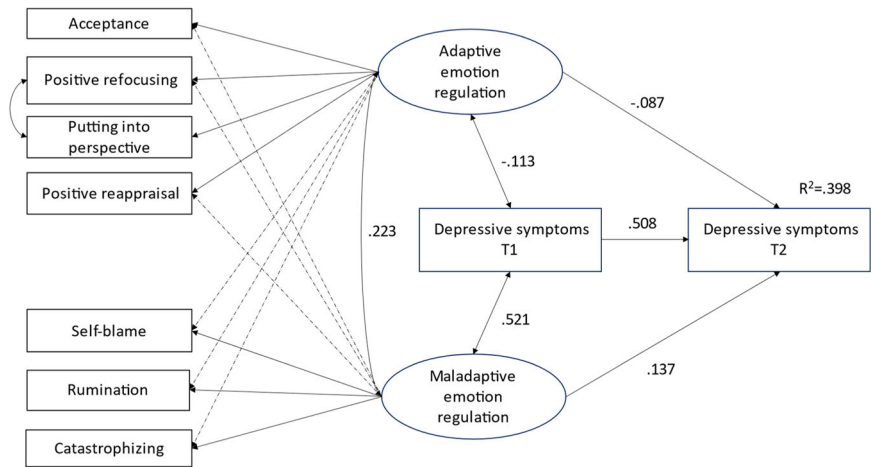 Acceptance
Positive refocusing
Putting into
perspective
Positive reappraisal
Self-blame
Rumination
Catastrophizing
Adaptive
emotion
regulation
-.087
-.113
R²=.398
.223
Depressive symptoms
T1
.508
Depressive symptoms
T2
.521
.137
Maladaptive
emotion
regulation